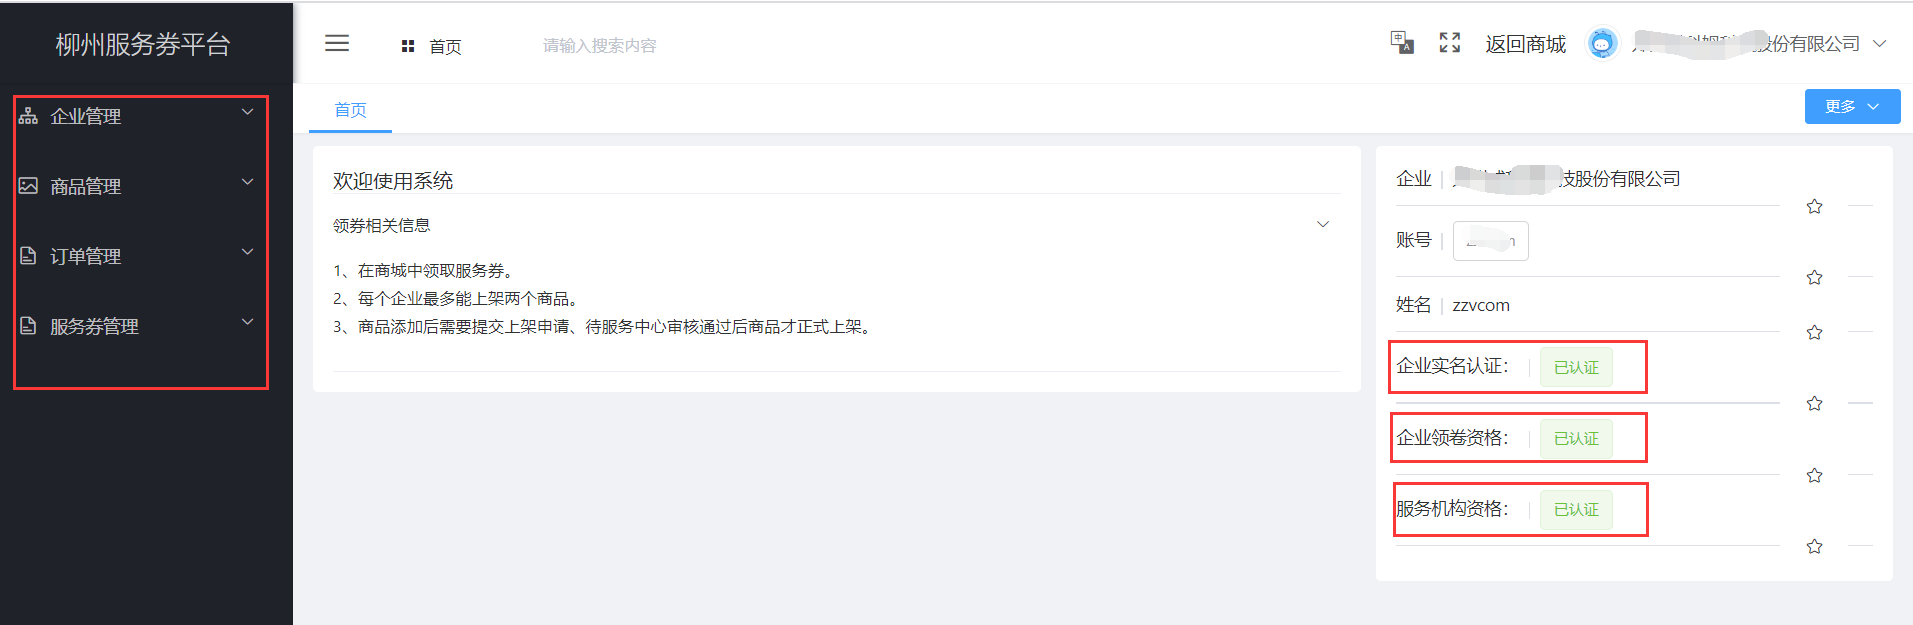 柳州服务券平台
首页
请输入搜索内容
中
A
返回商城
股份有限公司
企业管理
商品管理
订单管理
服务券管理
首页
更多
欢迎使用系统
领券相关信息
1、在商城中领取服务券。
2、每个企业最多能上架两个商品。
3、商品添加后需要提交上架申请、待服务中心审核通过后商品才正式上架。
企业
技股份有限公司
账号
姓名
zzvcom
企业实名认证：
已认证
企业领卷资格：
已认证
服务机构资格：
已认证